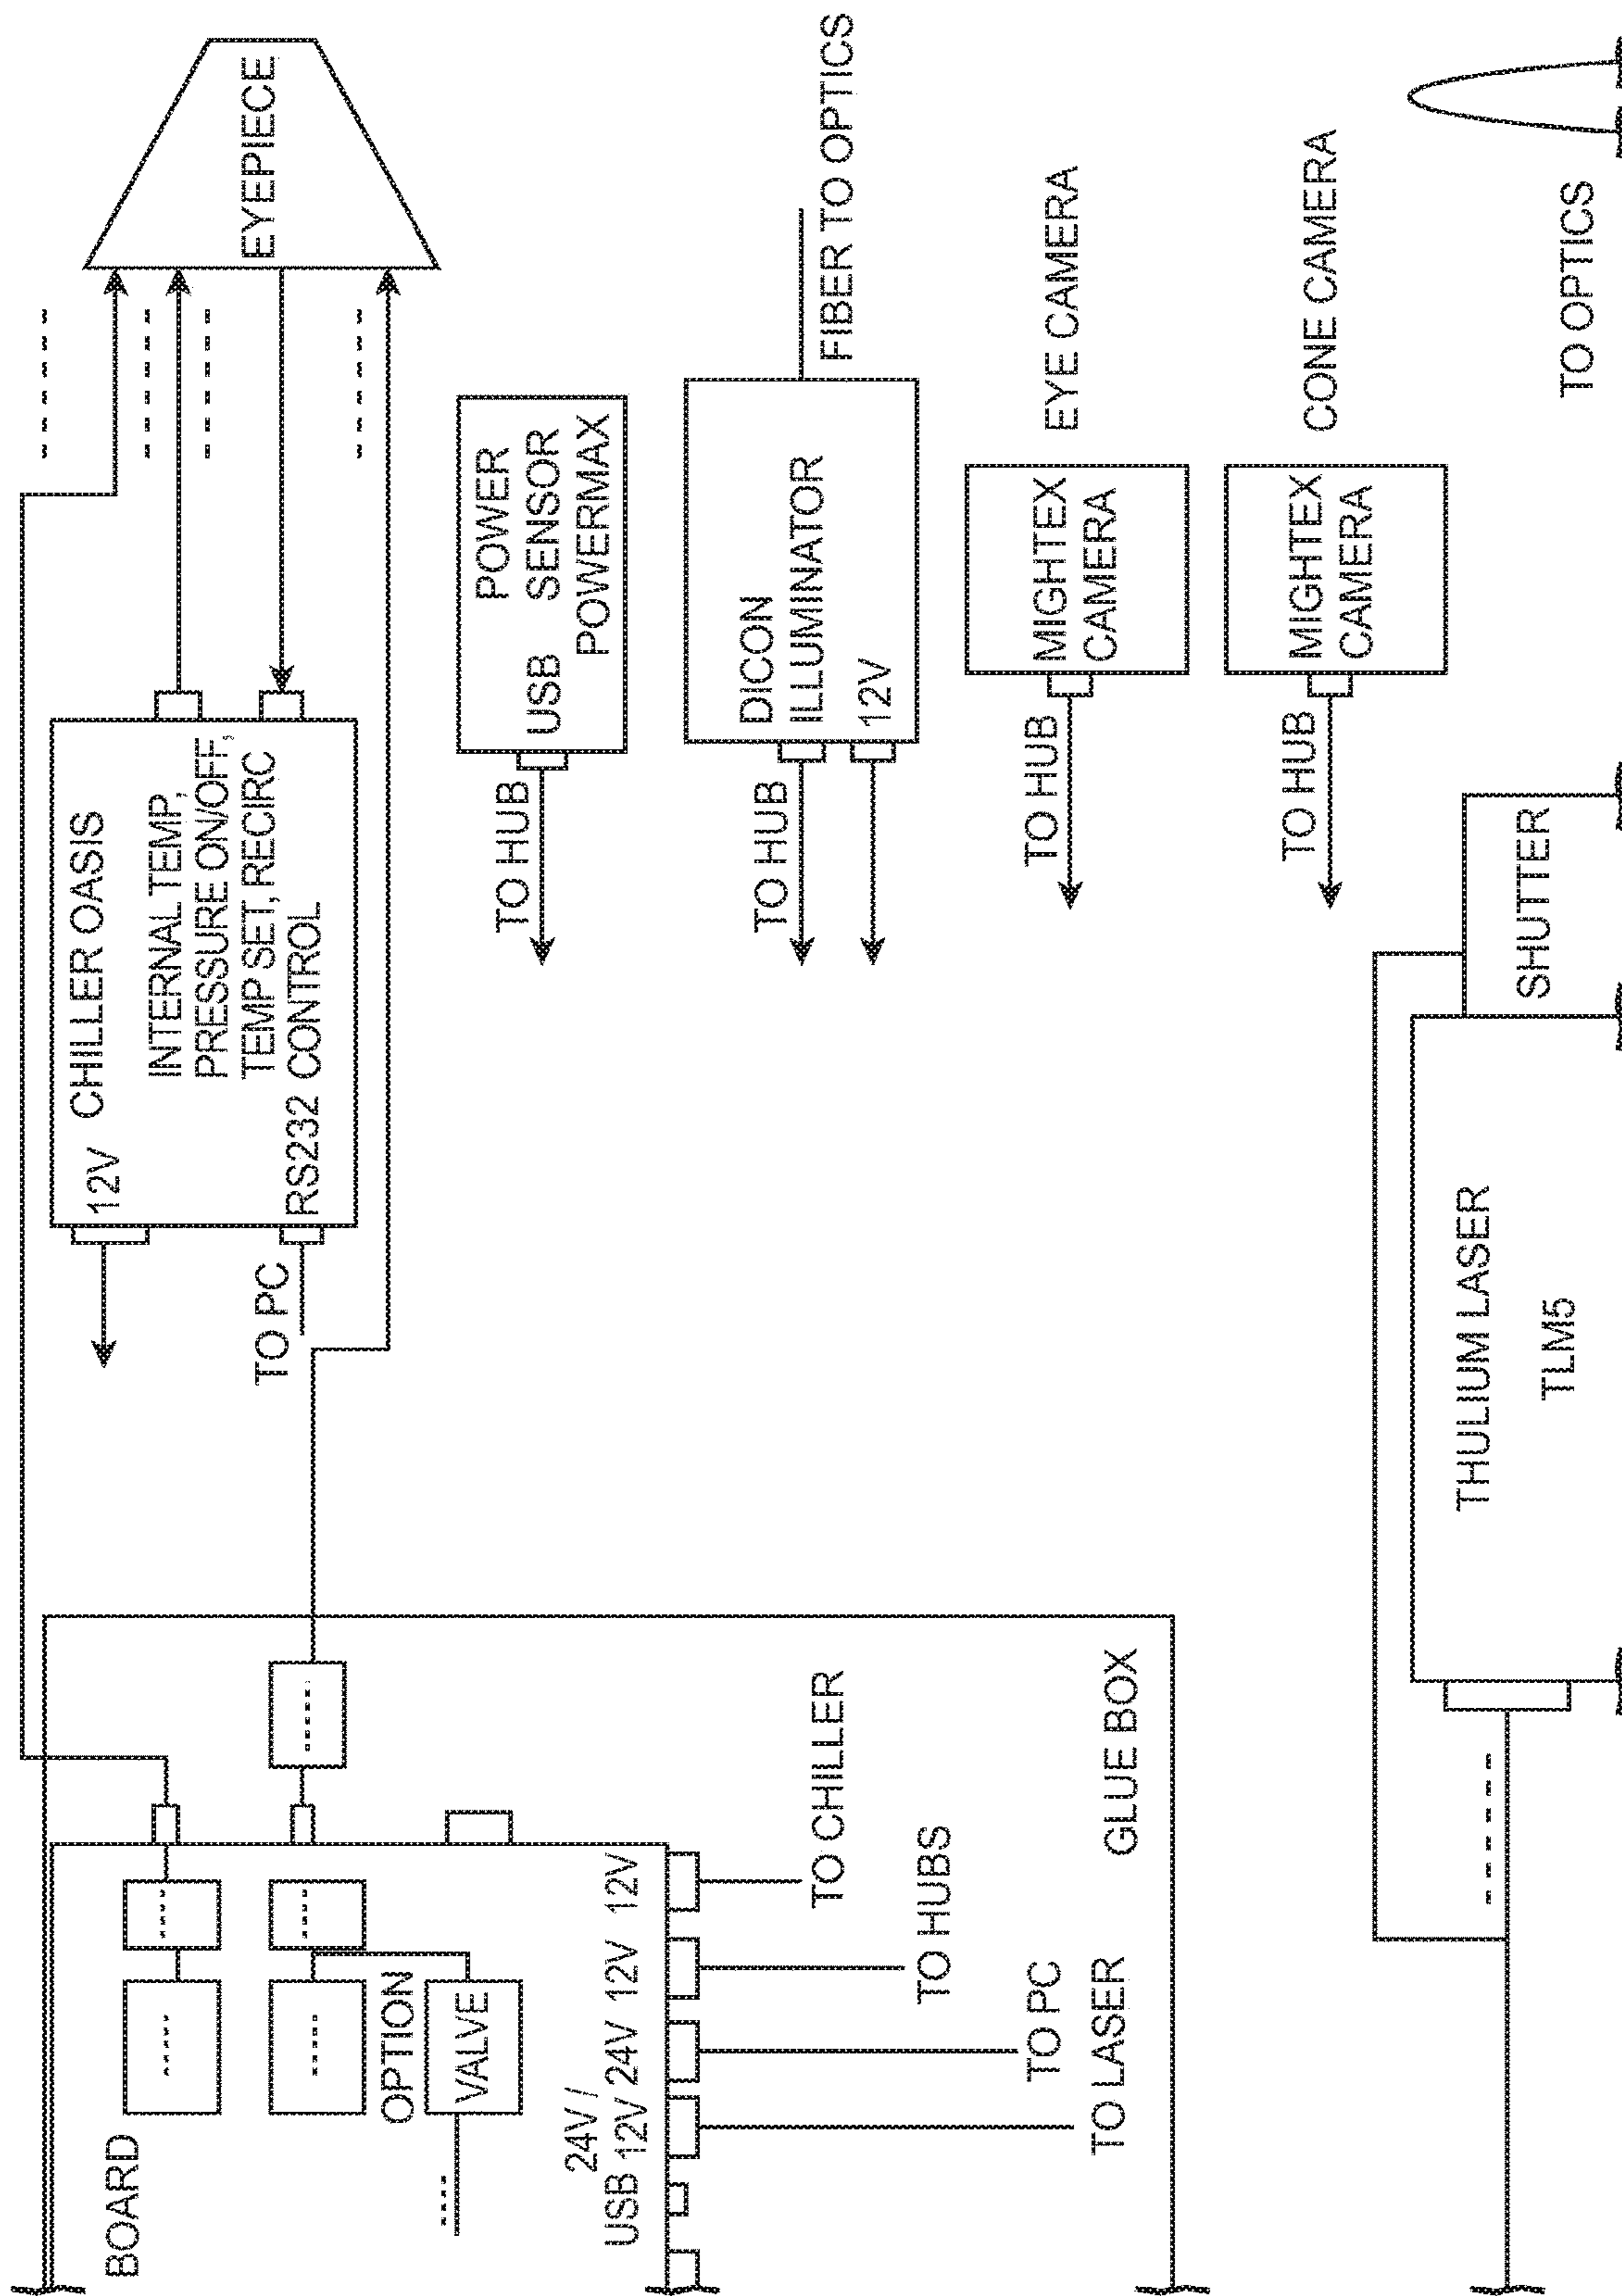 EYEPIECE
12V
CHILLER OASIS
INTERNAL TEMP,
PRESSURE ON/OFF,
TEMP SET, RECIRC
RS232 CONTROL
TO PC
POWER
USB SENSOR
POWERMAX
TO HUB
DICON
ILLUMINATOR
12V
TO HUB
FIBER TO OPTICS
MIGHTEX
CAMERA
TO HUB
EYE CAMERA
MIGHTEX
CAMERA
TO HUB
CONE CAMERA
BOARD
OPTION
VALVE
24V /
USB 12V 24V 12V 12V
TO CHILLER
TO HUBS
TO PC
TO LASER
GLUE BOX
THULIUM LASER
TLM5
SHUTTER
TO OPTICS